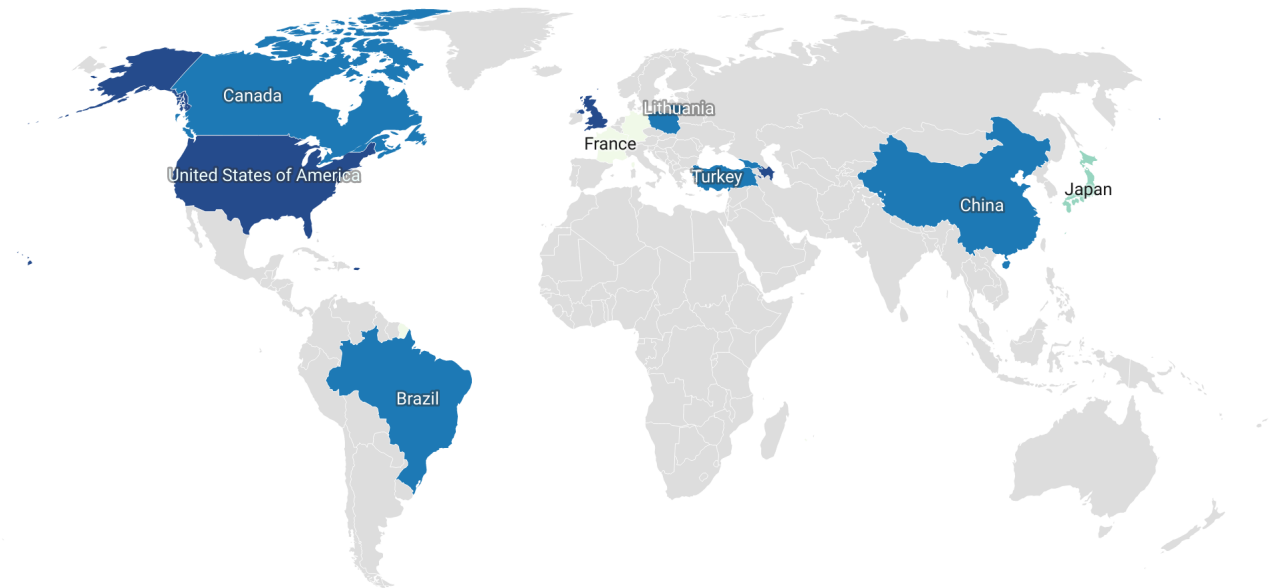 Canada
Lithuania
France
United States of America
Turkey
Japan
China
Brazil